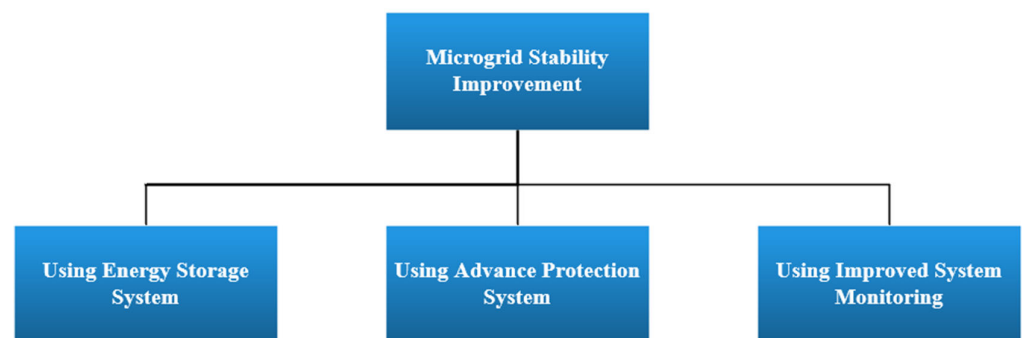 Microgrid Stability
Improvement
Using Energy Storage
System
Using Advance Protection
System
Using Improved System
Monitoring